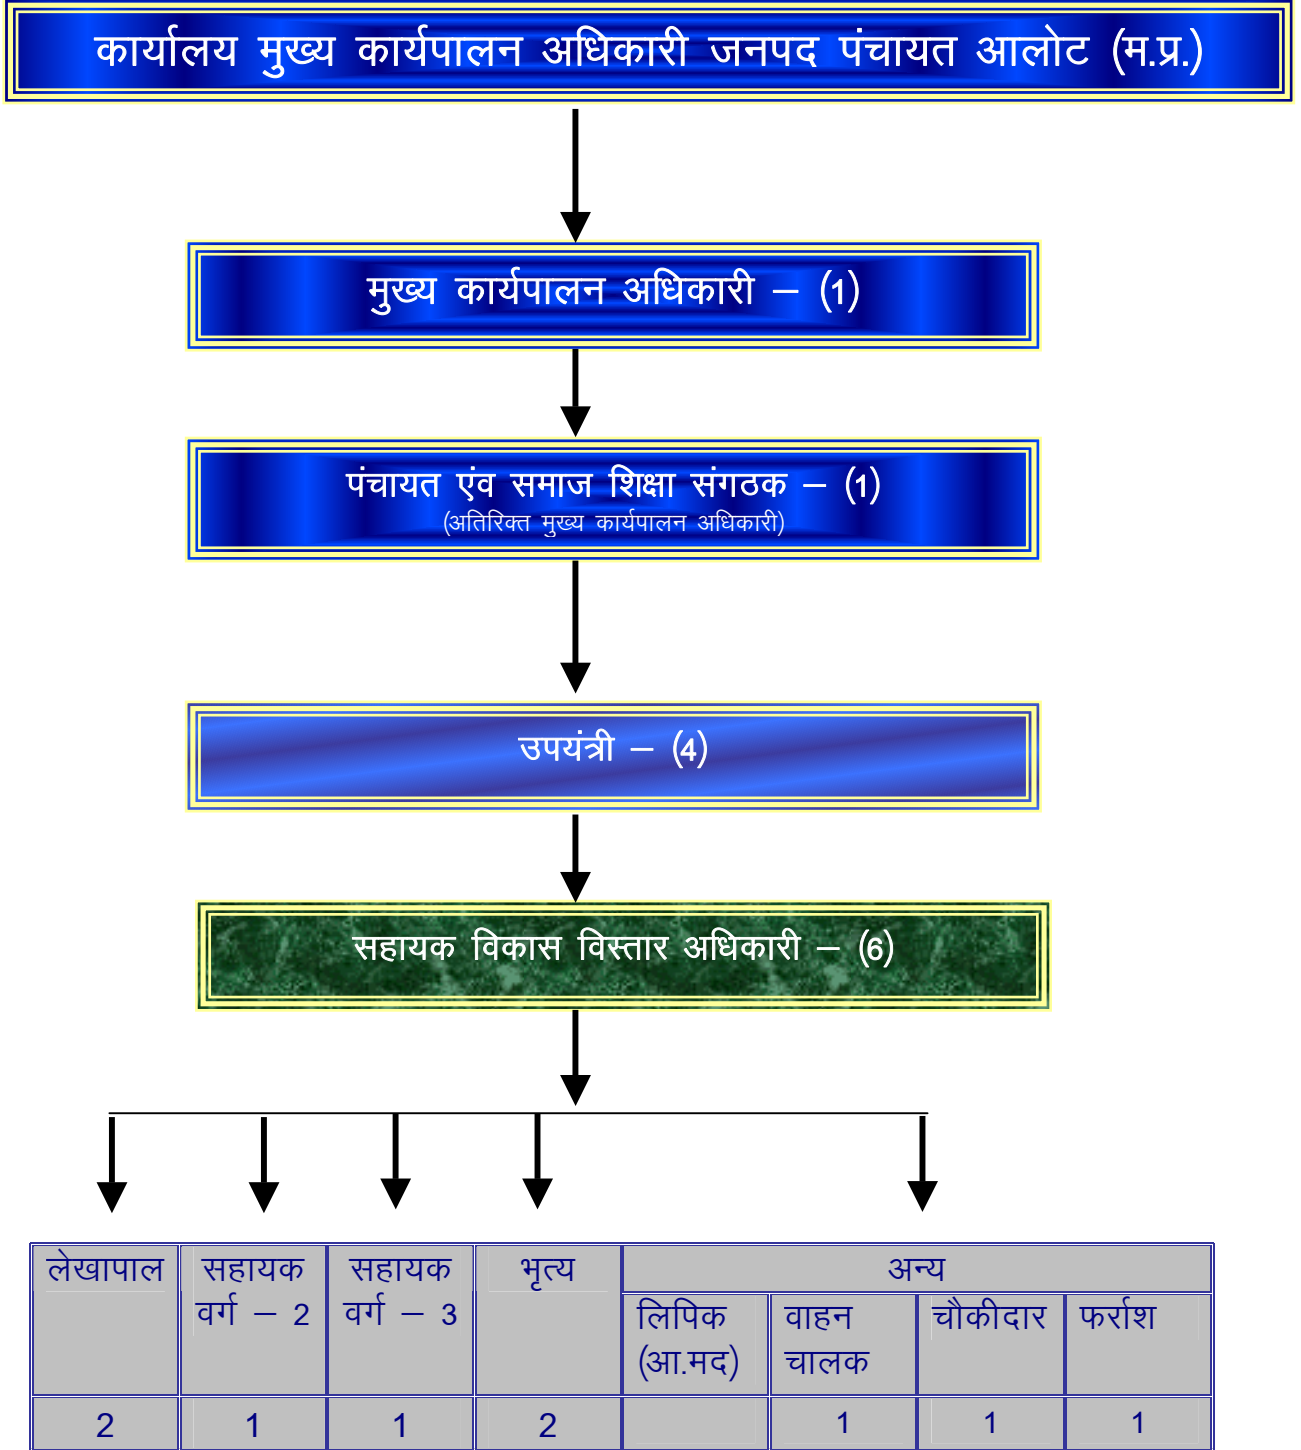 कार्यालय मुख्य कार्यपालन अधिकारी जनपद पंचायत आलोट (म.प्र.)
मुख्य कार्यपालन अधिकारी – (1)
पंचायत एंव समाज शिक्षा संगठक – (1)
(अतिरिक्त मुख्य कार्यपालन अधिकारी)
उपयंत्री – (4)
सहायक विकास विस्तार अधिकारी – (6)
लेखापाल सहायक सहायक भृत्य अन्य
वर्ग – 2 वर्ग – 3 लिपिक वाहन चौकीदार फर्राश
(आ.मद) चालक
2 1 1 2 1 1 1